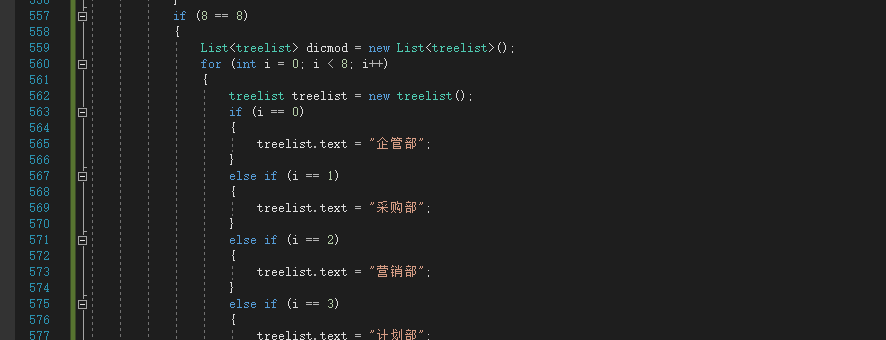 557 if (8 == 8)
558 {
559 List<treelist> dicmod = new List<treelist>();
560 for (int i = 0; i < 8; i++)
561 {
562 treelist treelist = new treelist();
563 if (i == 0)
564 {
565 treelist.text = "企管部";
566 }
567 else if (i == 1)
568 {
569 treelist.text = "采购部";
570 }
571 else if (i == 2)
572 {
573 treelist.text = "营销部";
574 }
575 else if (i == 3)
576 {
577 treelist.text = "计划部";